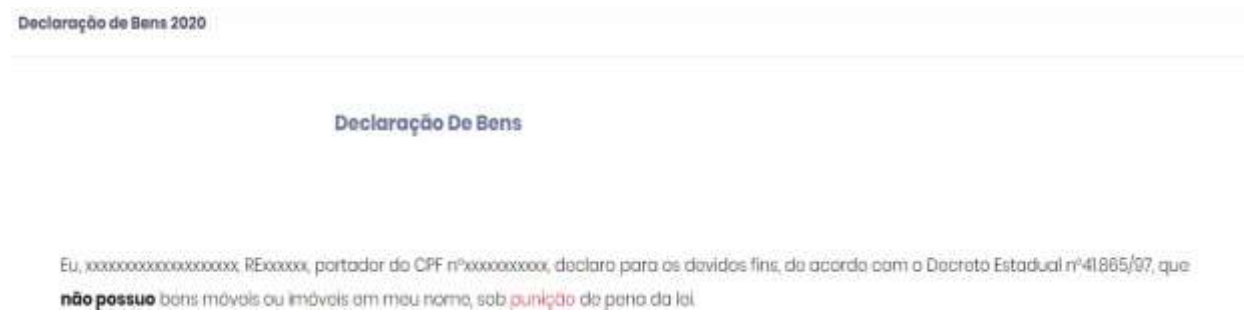 Declaração de Bens 2020
Declaração De Bens
Eu, xxxxxxxxxxxxxxxxxxx, RExxxxxx, portador do CPF nºxxxxxxxxxxx, declaro para os devidos fins, de acordo com o Decreto Estadual nº41.865/97, que
não possuo bens móveis ou imóveis em meu nome, sob punição de pena da lei.